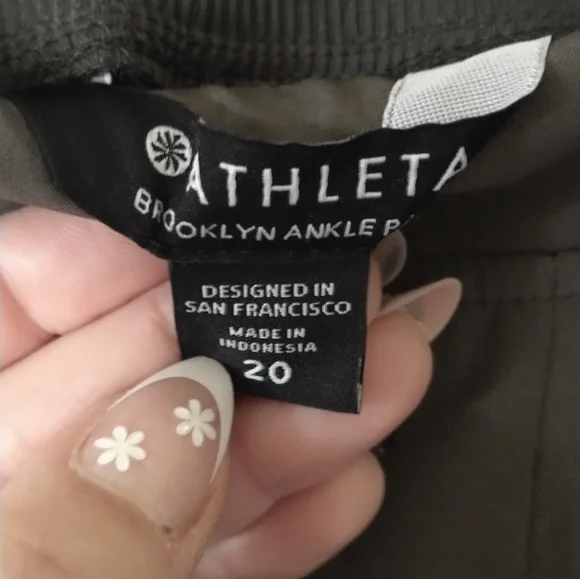 ATHLETA
BROOKLYN ANKLE P
DESIGNED IN
SAN FRANCISCO
MADE IN
INDONESIA
20